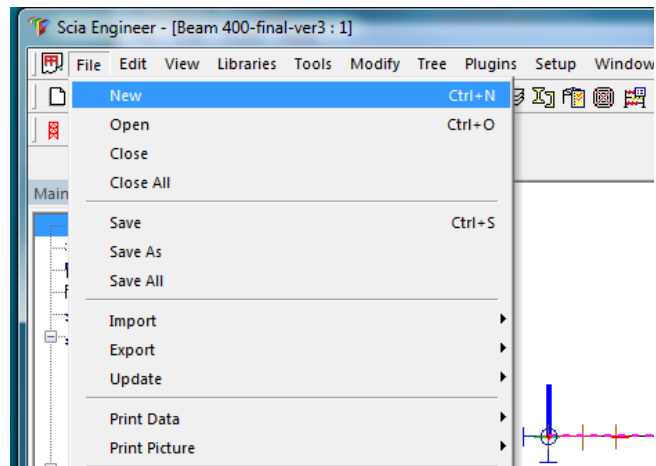 Scia Engineer - [Beam 400-final-ver3 : 1]
File Edit View Libraries Tools Modify Tree Plugins Setup Window
New Ctrl+N
Open Ctrl+O
Close
Close All
Main
Save Ctrl+S
Save As
Save All
Import
Export
Update
Print Data
Print Picture